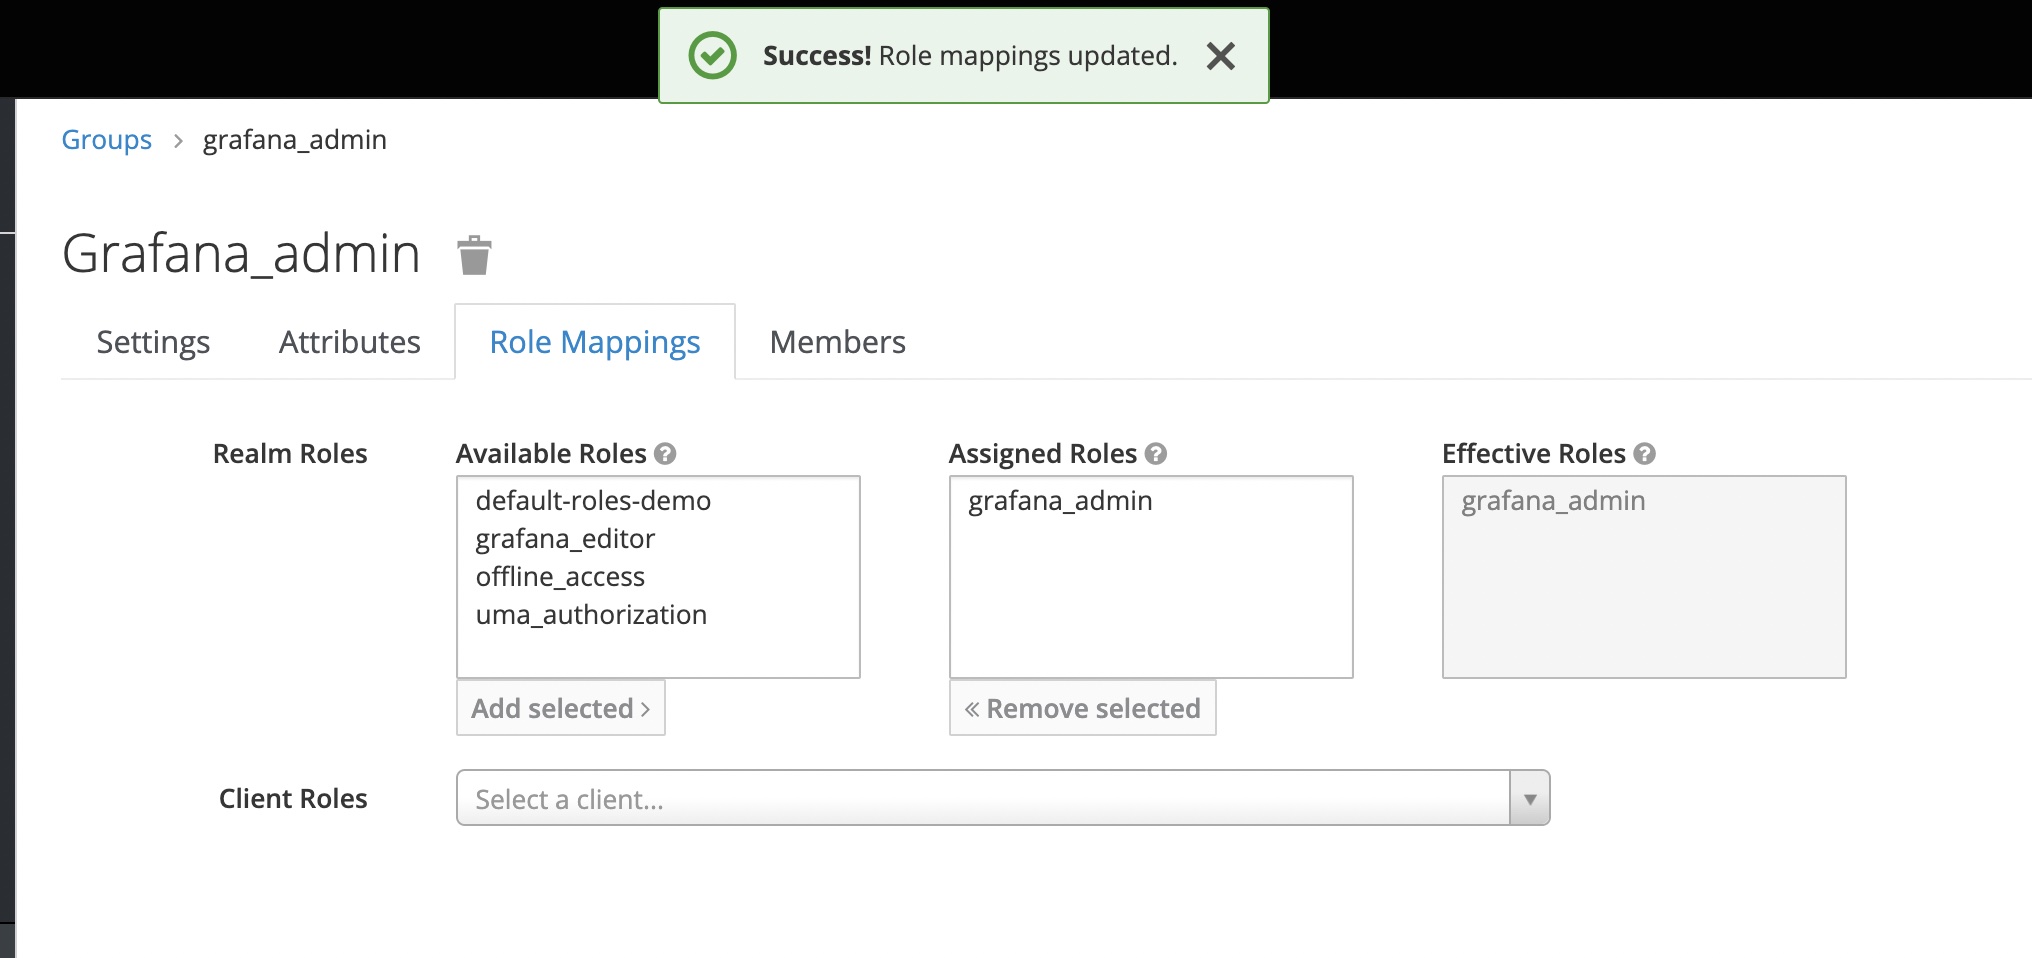 Success! Role mappings updated.
Groups > grafana_admin
Grafana_admin
Settings Attributes Role Mappings Members
Realm Roles Available Roles Assigned Roles Effective Roles
default-roles-demo grafana_admin grafana_admin
grafana_editor
offline_access
uma_authorization
Add selected › « Remove selected
Client Roles Select a client...